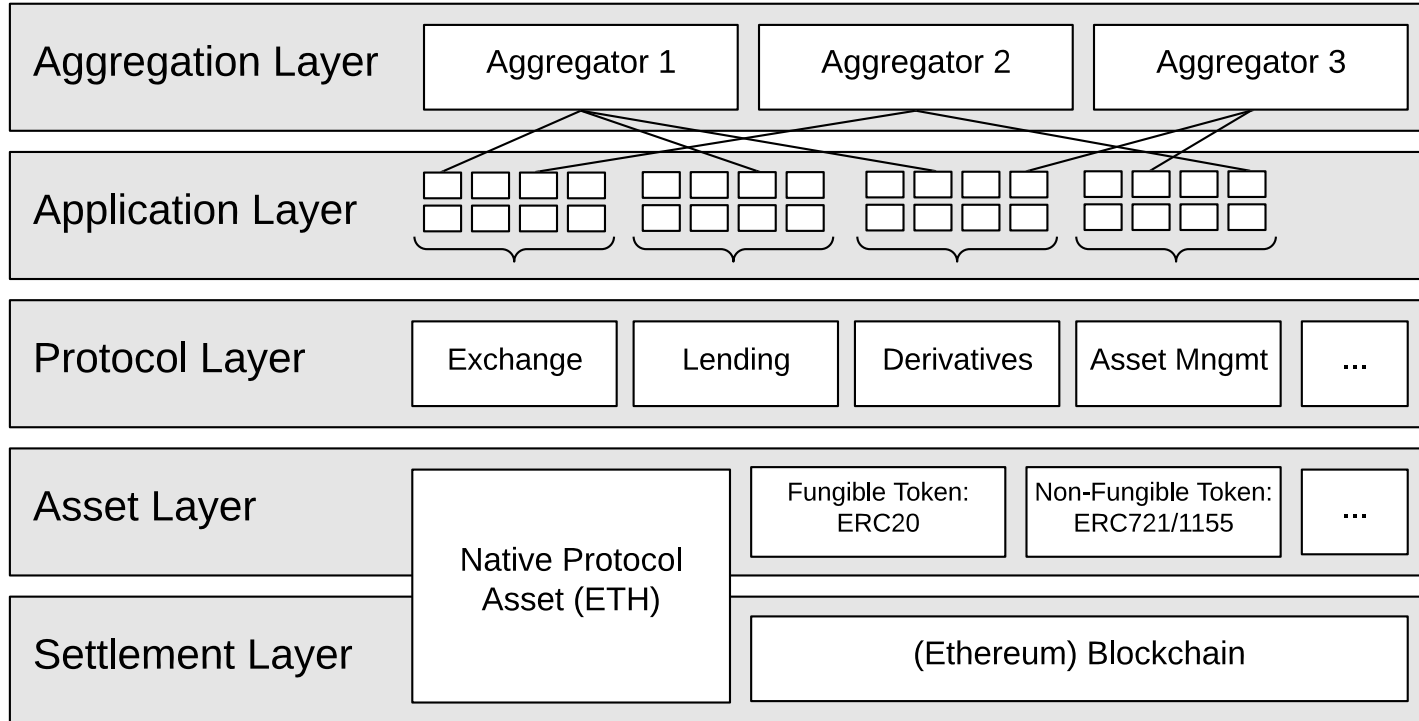 Aggregation Layer
Aggregator 1
Aggregator 2
Aggregator 3
Application Layer
Protocol Layer
Exchange
Lending
Derivatives
Asset Mngmt
...
Asset Layer
Native Protocol
Asset (ETH)
Fungible Token:
ERC20
Non-Fungible Token:
ERC721/1155
...
Settlement Layer
(Ethereum) Blockchain